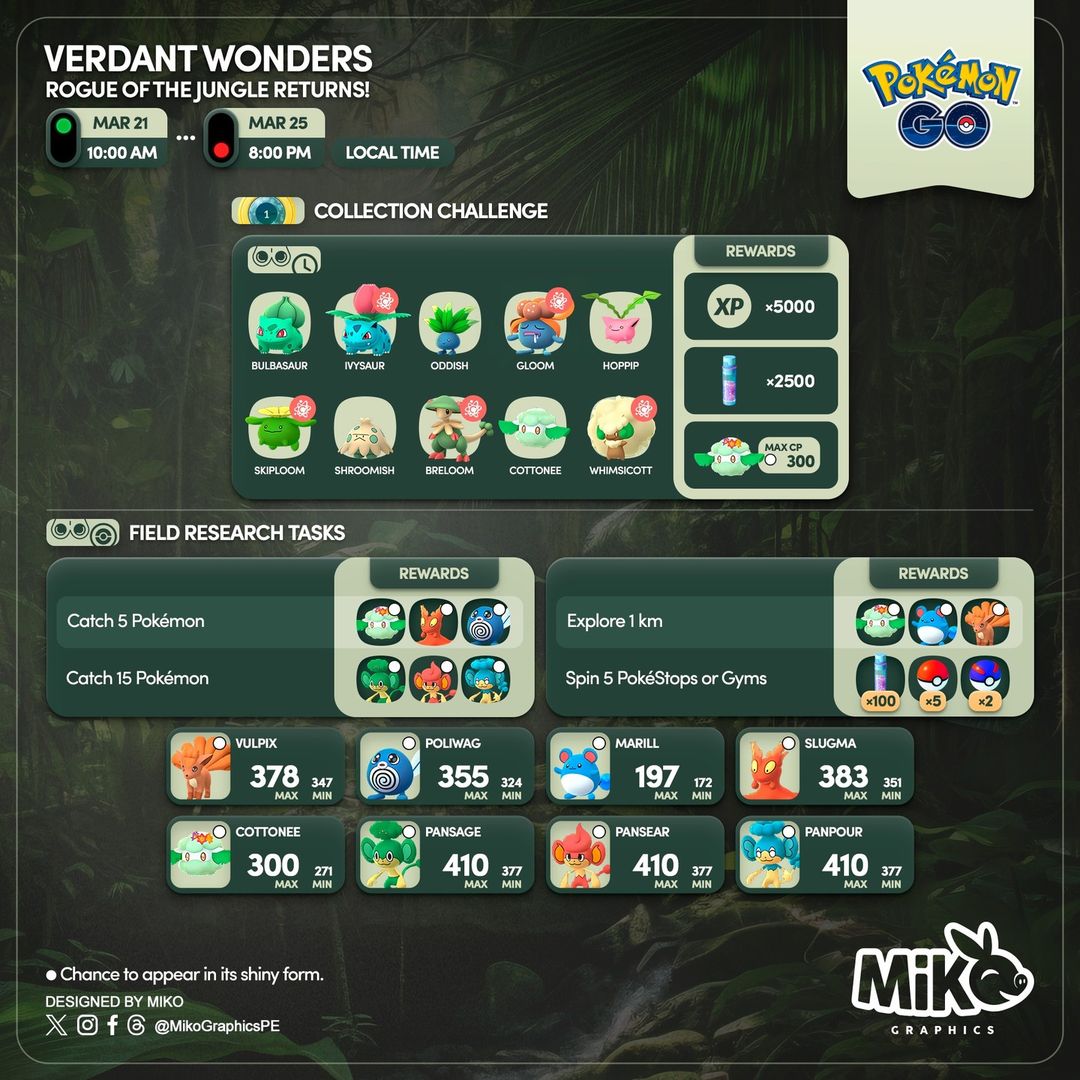 VERDANT WONDERS
ROGUE OF THE JUNGLE RETURNS!
MAR 21
10:00 AM
...
MAR 25
8:00 PM
LOCAL TIME
POKéMON
GO
1
COLLECTION CHALLENGE
BULBASAUR
IVYSAUR
ODDISH
GLOOM
HOPPIP
SKIPLOOM
SHROOMISH
BRELOOM
COTTONEE
WHIMSICOTT
REWARDS
XP ×5000
×2500
MAX CP
300
FIELD RESEARCH TASKS
REWARDS
Catch 5 Pokémon
Catch 15 Pokémon
REWARDS
Explore 1 km
Spin 5 PokéStops or Gyms
×100 ×5 ×2
VULPIX
378 347
MAX MIN
POLIWAG
355 324
MAX MIN
MARILL
197 172
MAX MIN
SLUGMA
383 351
MAX MIN
COTTONEE
300 271
MAX MIN
PANSAGE
410 377
MAX MIN
PANSEAR
410 377
MAX MIN
PANPOUR
410 377
MAX MIN
Chance to appear in its shiny form.
DESIGNED BY MIKO
@MikoGraphicsPE
MiKO
GRAPHICS